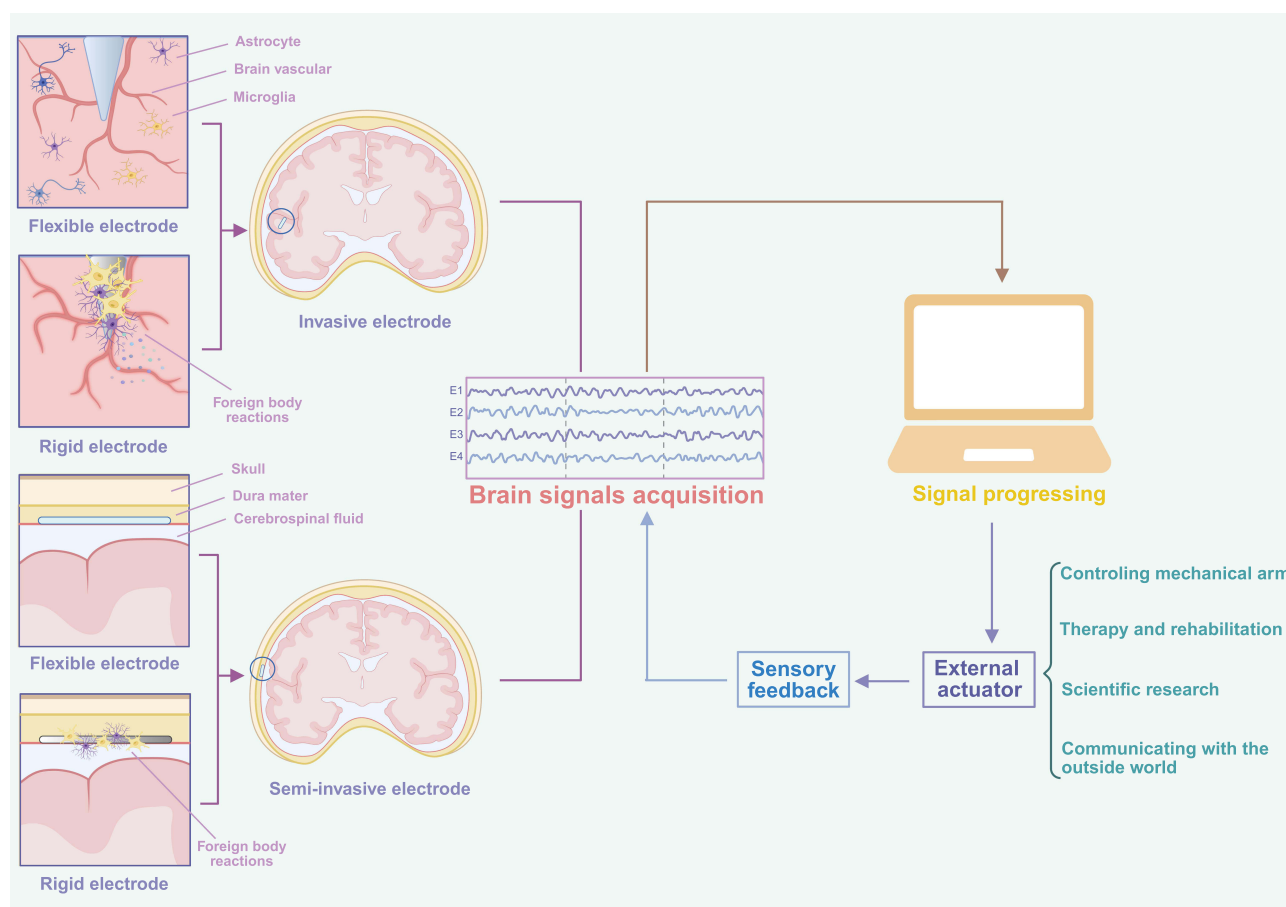 Astrocyte
Brain vascular
Microglia
Flexible electrode
Invasive electrode
Foreign body
reactions
Rigid electrode
E1
E2
E3
E4
Brain signals acquisition
Signal progressing
Skull
Dura mater
Cerebrospinal fluid
Flexible electrode
Semi-invasive electrode
Foreign body
reactions
Rigid electrode
Sensory
feedback
External
actuator
Controling mechanical arm
Therapy and rehabilitation
Scientific research
Communicating with the
outside world